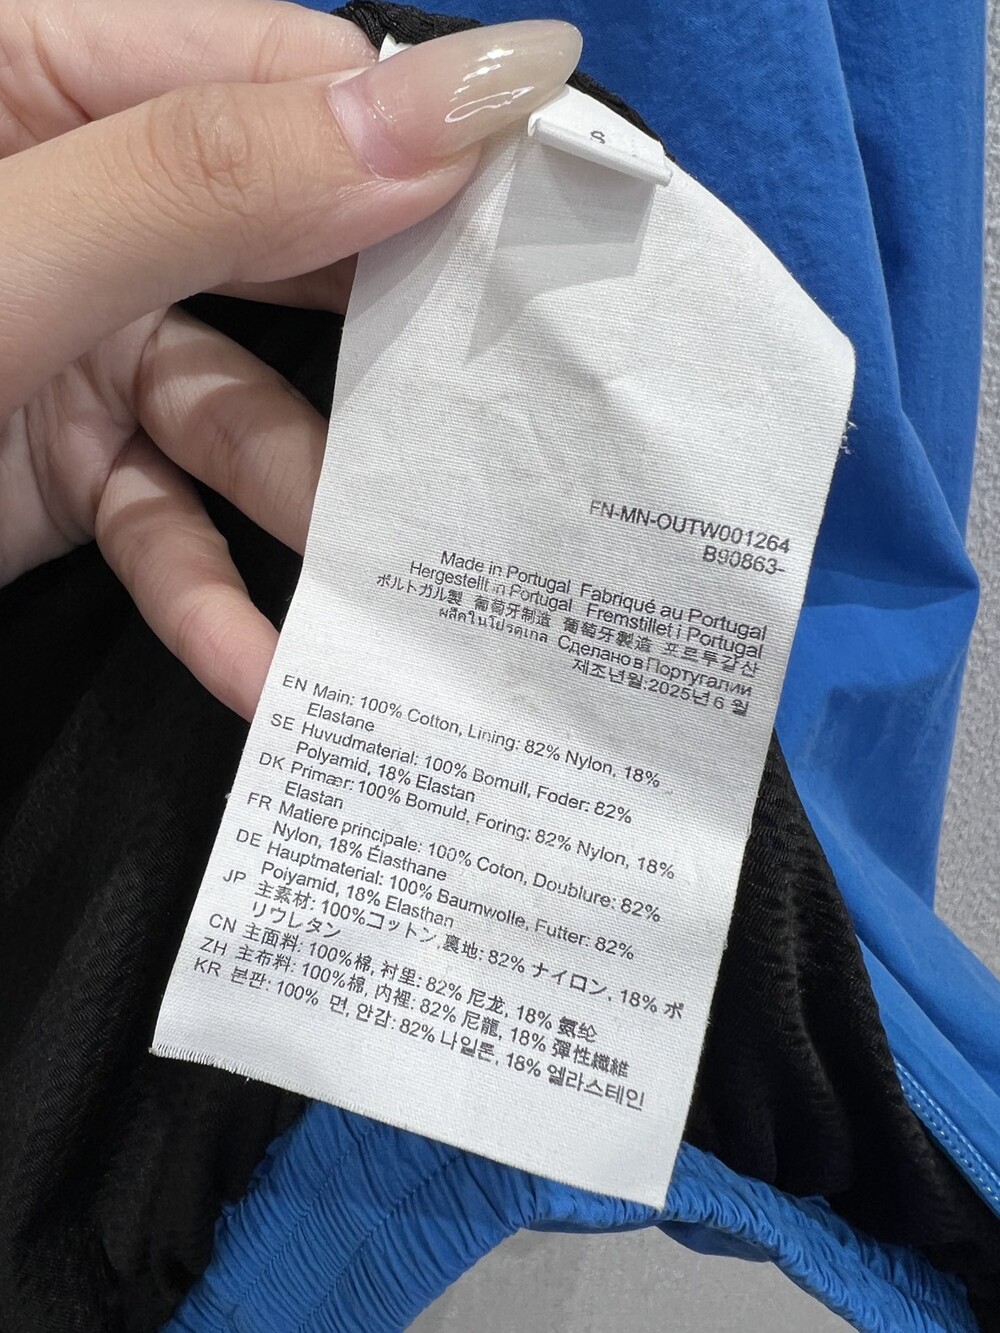 S
FN-MN-OUTW001264
B90863-
Made in Portugal Fabriqué au Portugal
Hergestellt in Portugal Fremstillet i Portugal
ポルトガル製 葡萄牙制造 葡萄牙製造 포르투갈산
ผลิตในโปรตุเกส Сделано в Португалии
제조년월:2025년 6 월
EN Main: 100% Cotton, Lining: 82% Nylon, 18%
Elastane
SE Huvudmaterial: 100% Bomull, Foder: 82%
Polyamid, 18% Elastan
DK Primær: 100% Bomuld, Foring: 82% Nylon, 18%
Elastan
FR Matière principale: 100% Coton, Doublure: 82%
Nylon, 18% Élasthane
DE Hauptmaterial: 100% Baumwolle, Futter: 82%
Polyamid, 18% Elasthan
JP 主素材: 100%コットン, 裏地: 82% ナイロン, 18% ポ
リウレタン
CN 主面料: 100%棉, 衬里: 82% 尼龙, 18% 氨纶
ZH 主布料: 100%棉, 內裡: 82% 尼龍, 18% 彈性纖維
KR 본판: 100% 면, 안감: 82% 나일론, 18% 엘라스테인